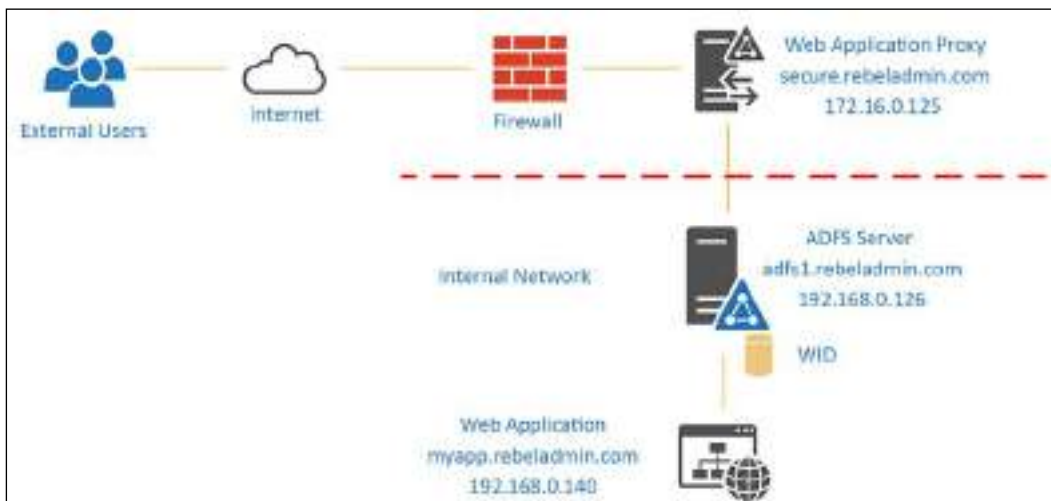 Web Application Proxy
secure.rebeladmin.com
172.16.0.125
External Users
Internet
Firewall
ADFS Server
adfs1.rebeladmin.com
192.168.0.126
Internal Network
WID
Web Application
myapp.rebeladmin.com
192.168.0.140